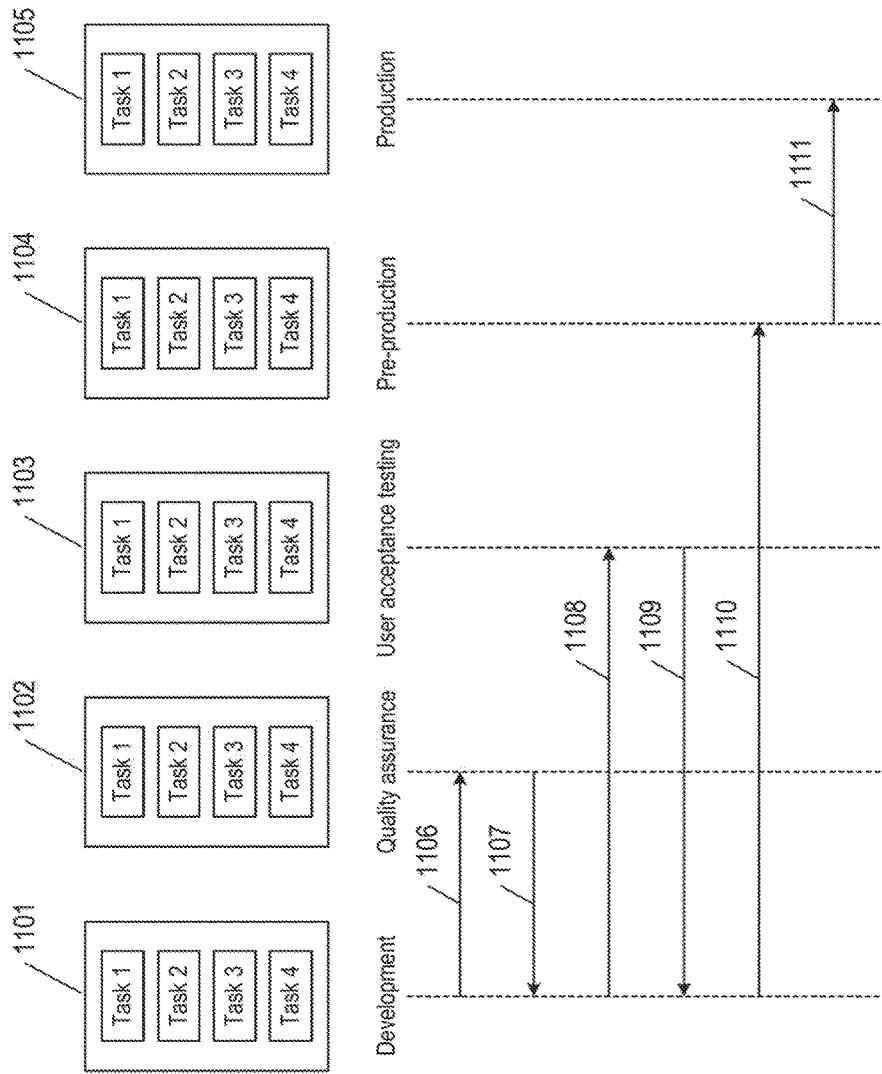 1101
1102
1103
1104
1105
Task 1
Task 2
Task 3
Task 4
Task 1
Task 2
Task 3
Task 4
Task 1
Task 2
Task 3
Task 4
Task 1
Task 2
Task 3
Task 4
Task 1
Task 2
Task 3
Task 4
Development
Quality assurance
User acceptance testing
Pre-production
Production
1106
1107
1108
1109
1110
1111